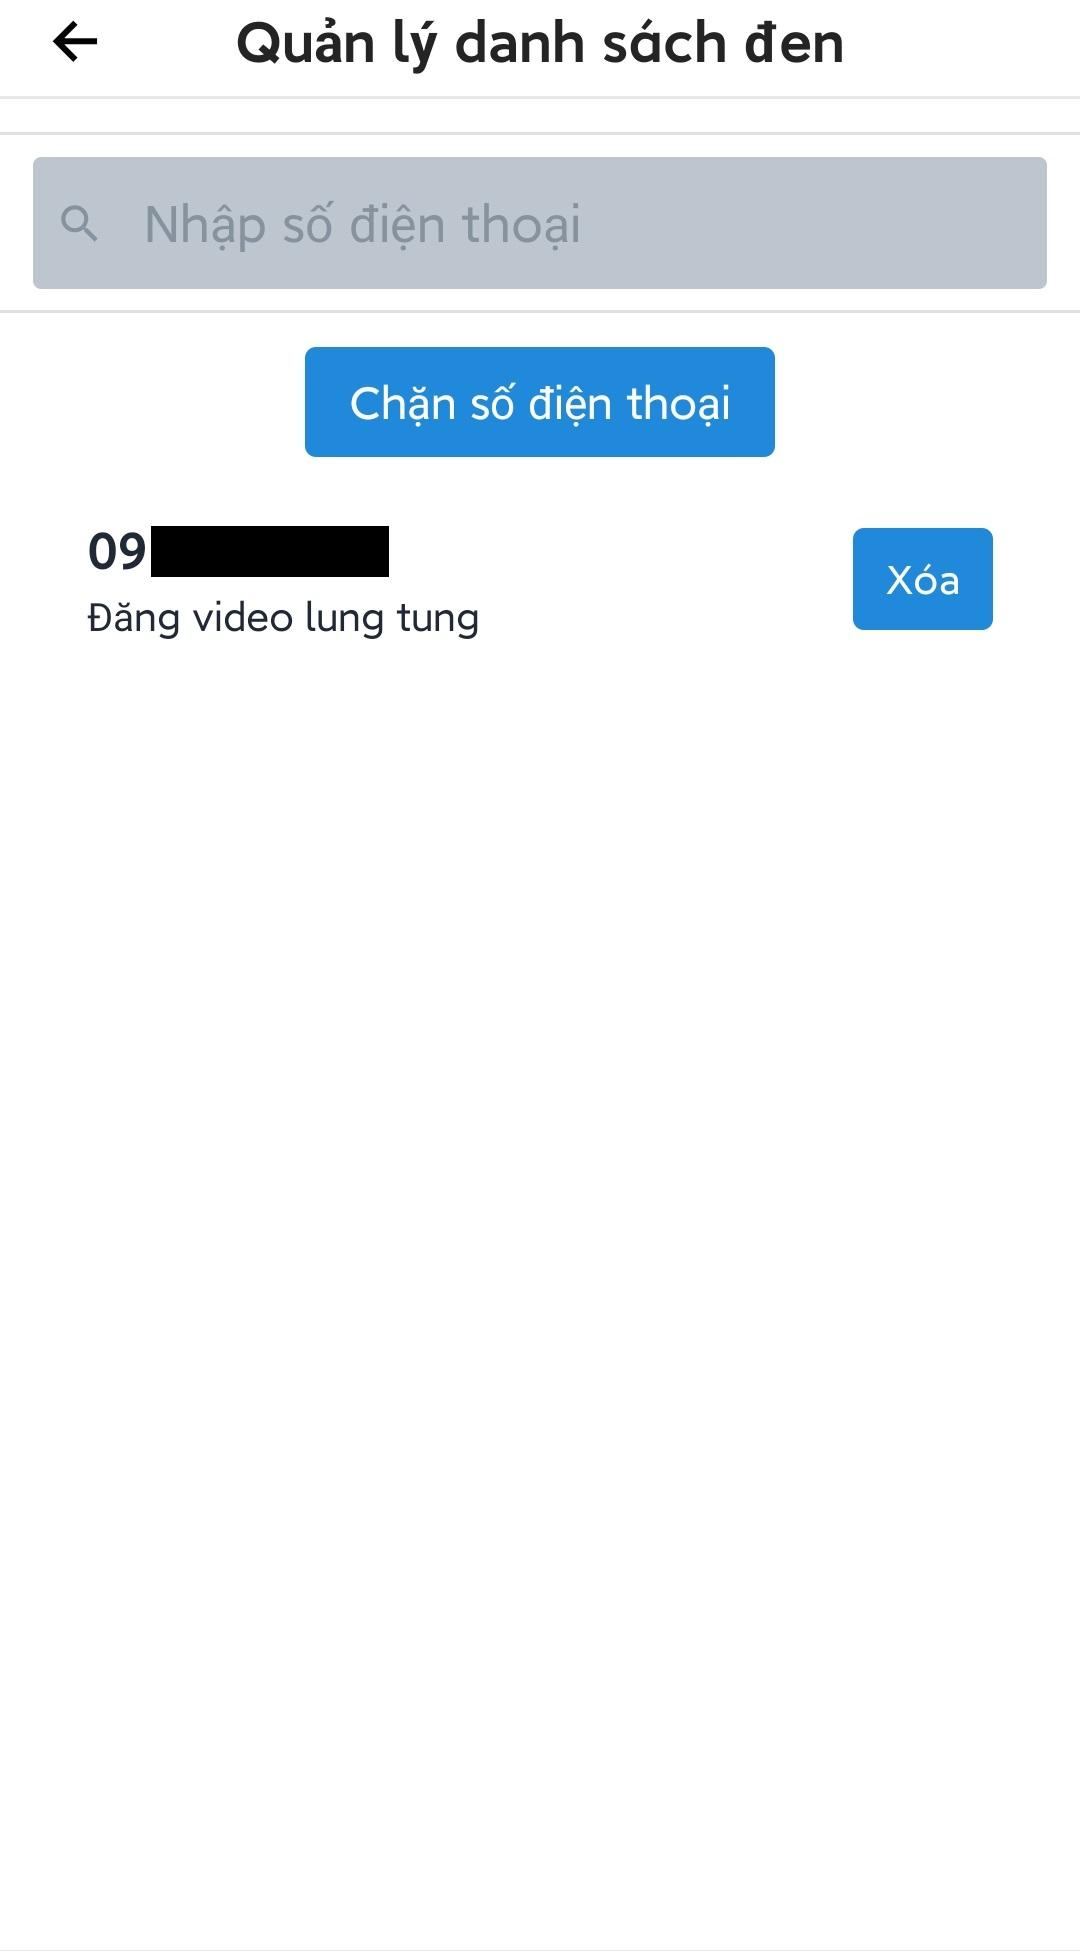 Quản lý danh sách đen
Nhập số điện thoại
Chặn số điện thoại
09
Đăng video lung tung
Xóa